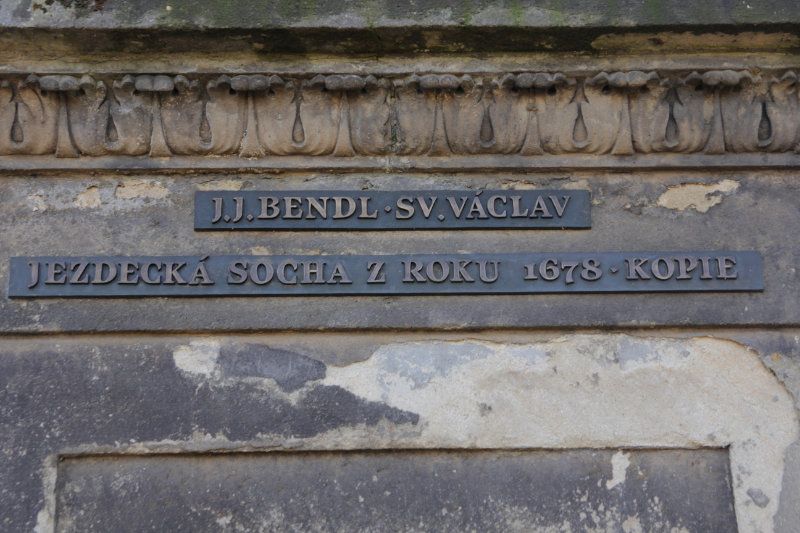 J.J.BENDL·SV.VÁCLAV
JEZDECKÁ SOCHA Z ROKU 1678·KOPIE